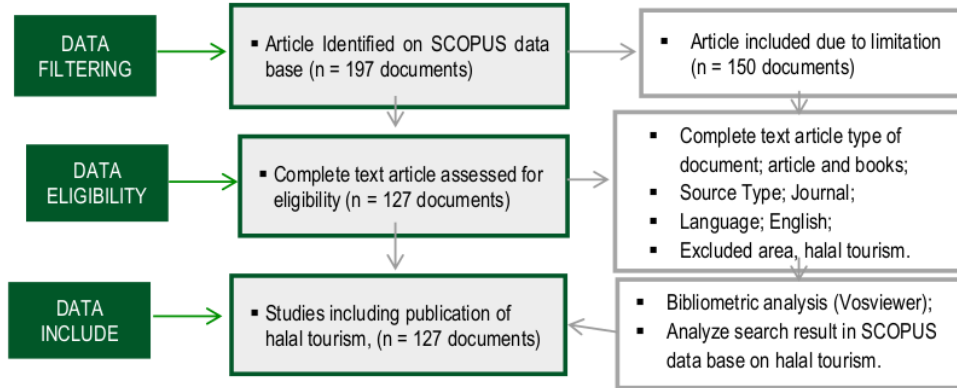 DATA
FILTERING
▪ Article Identified on SCOPUS data
base (n = 197 documents)
▪ Article included due to limitation
(n = 150 documents)
DATA
ELIGIBILITY
▪ Complete text article assessed for
eligibility (n = 127 documents)
▪ Complete text article type of
document; article and books;
▪ Source Type; Journal;
▪ Language; English;
▪ Excluded area, halal tourism.
DATA
INCLUDE
▪ Studies including publication of
halal tourism, (n = 127 documents)
▪ Bibliometric analysis (Vosviewer);
▪ Analyze search result in SCOPUS
data base on halal tourism.